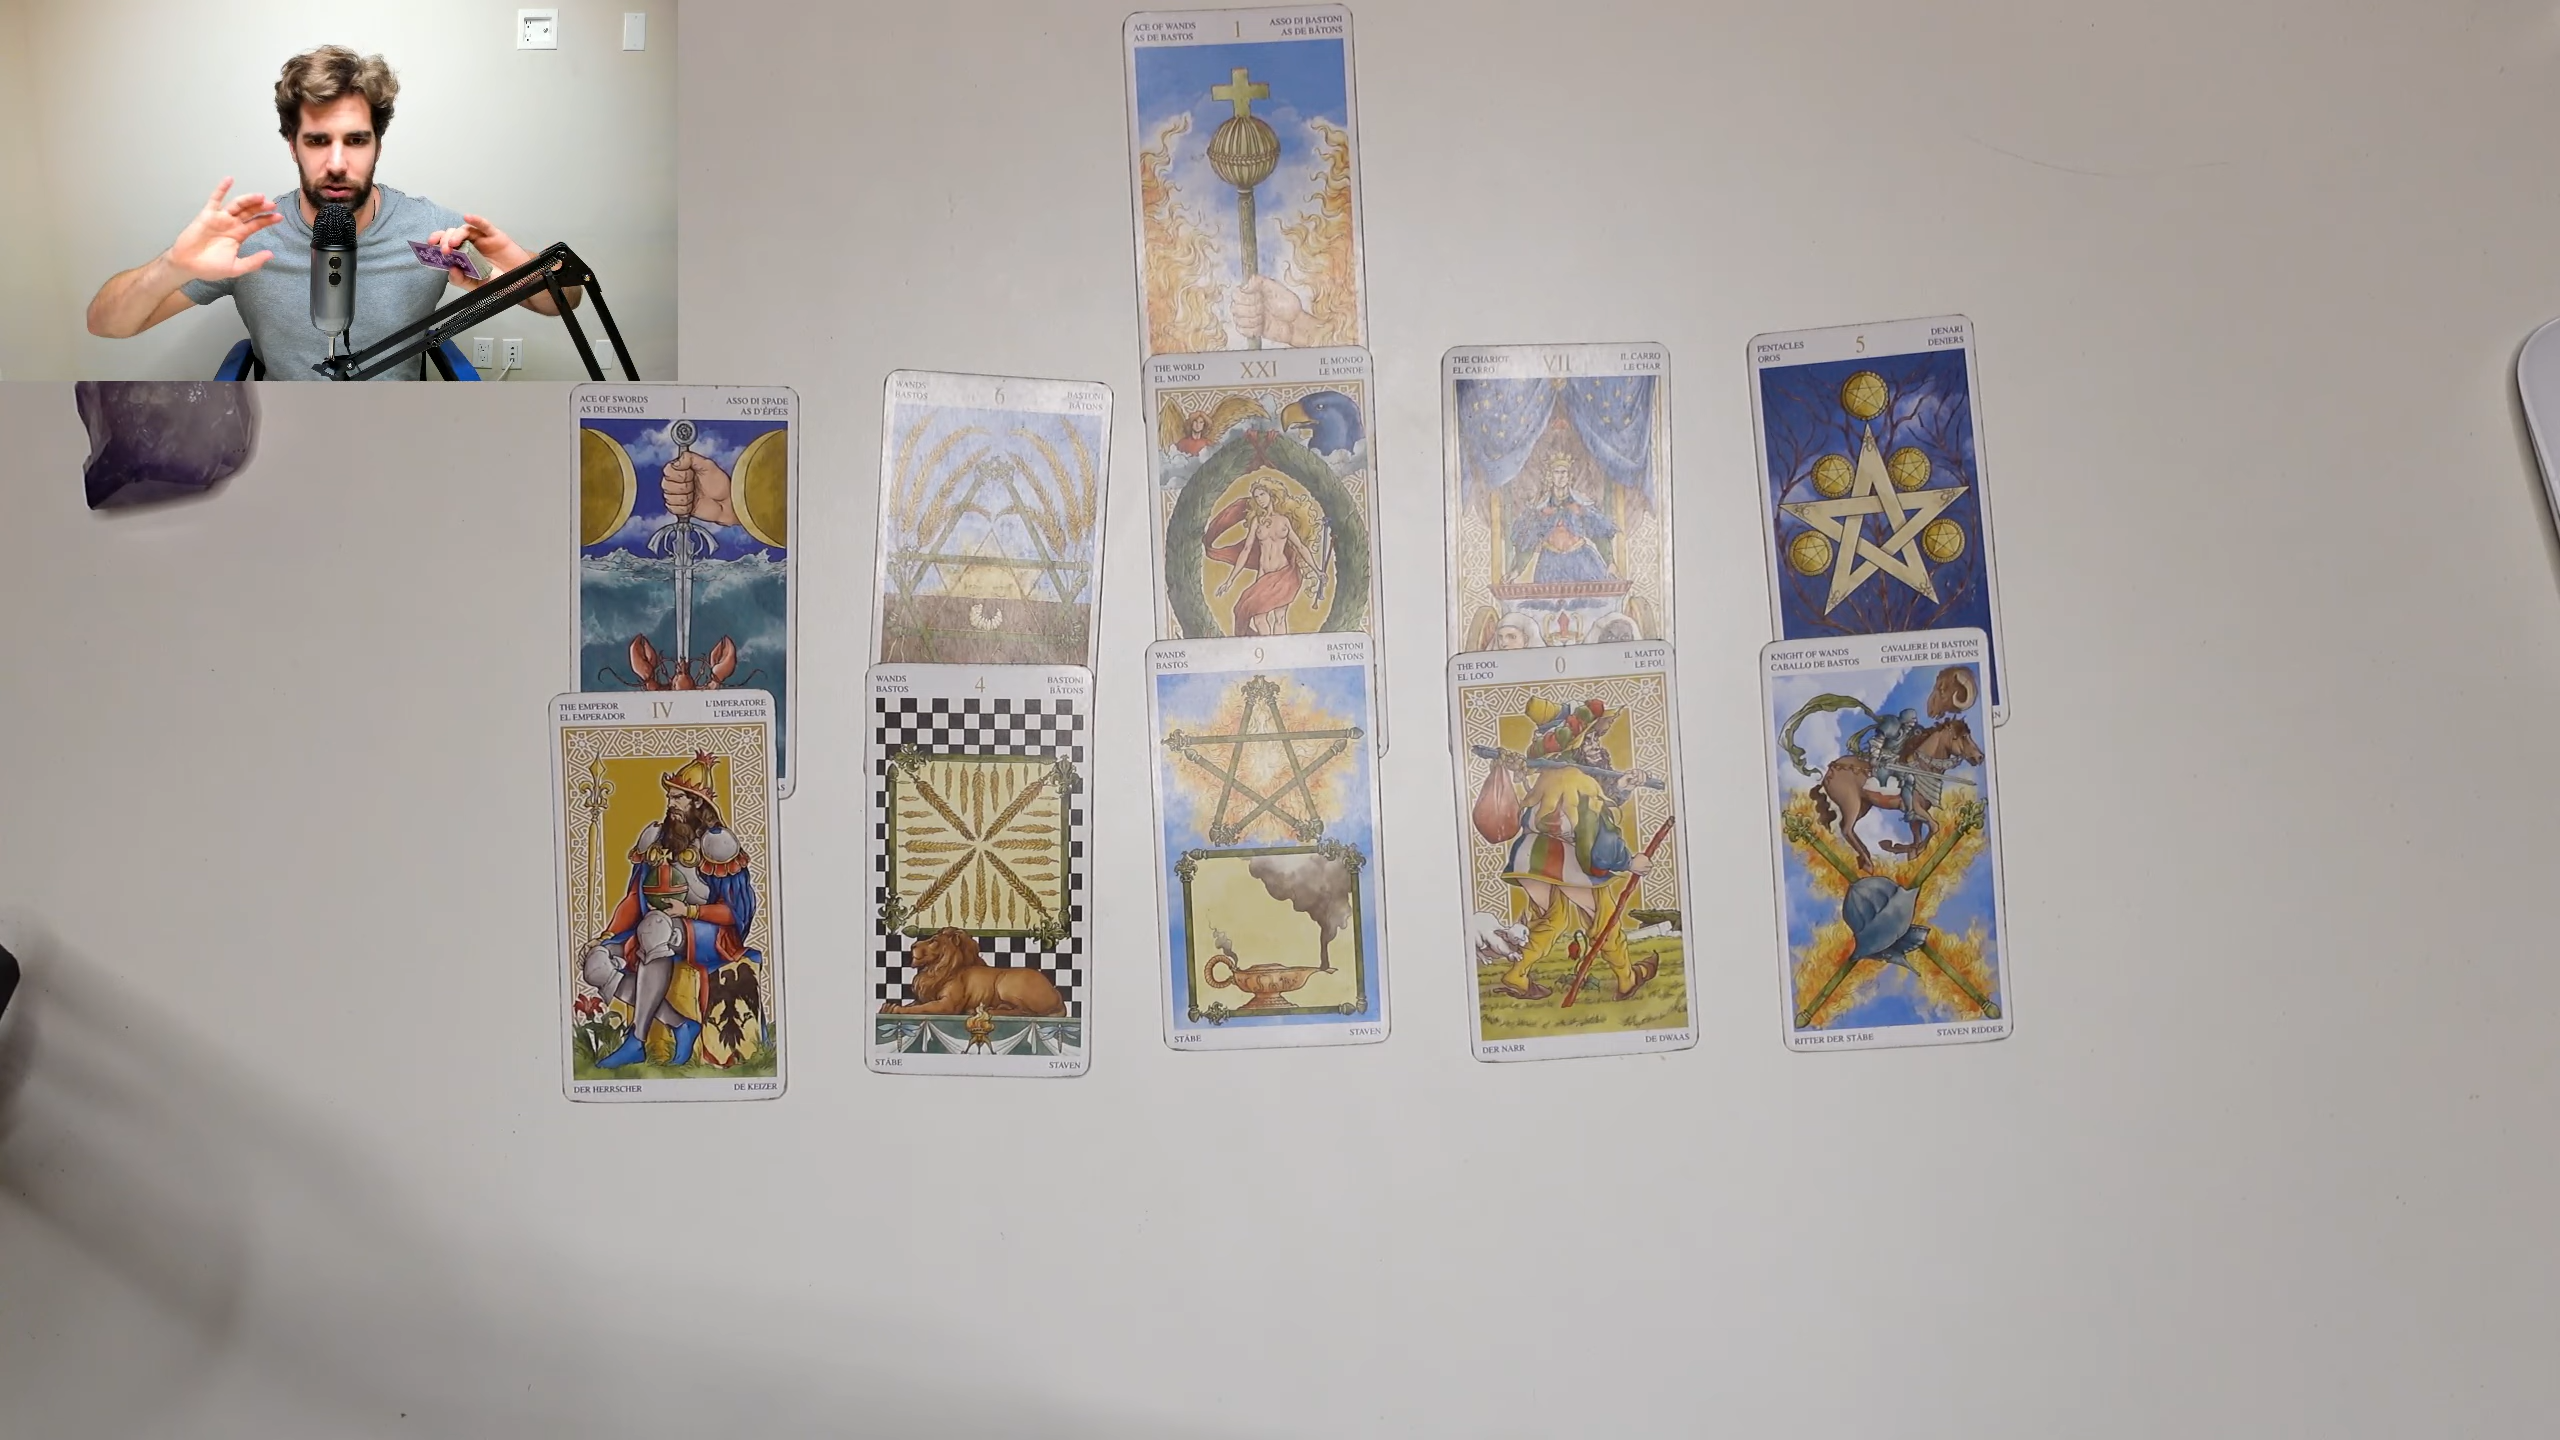 ACE OF WANDS 1 ASSO DI BASTONI
AS DE BASTOS AS DE BÂTONS
THE WORLD XXI IL MONDO
EL MUNDO LE MONDE
THE CHARIOT VII IL CARRO
EL CARRO LE CHAR
PENTACLES 5 DENARI
OROS DENIERS
ACE OF SWORDS 1 ASSO DI SPADE
AS DE ESPADAS AS D'ÉPÉES
WANDS 6 BASTONI
BASTOS BÂTONS
THE EMPEROR IV L'IMPERATORE
EL EMPERADOR L'EMPEREUR
DER HERRSCHER DE KEIZER
WANDS 4 BASTONI
BASTOS BÂTONS
STÄBE STAVEN
WANDS 9 BASTONI
BASTOS BÂTONS
STÄBE STAVEN
THE FOOL 0 IL MATTO
EL LOCO LE FOU
DER NARR DE DWAAS
KNIGHT OF WANDS CAVALIERE DI BASTONI
CABALLO DE BASTOS CHEVALIER DE BÂTONS
RITTER DER STÄBE STAVEN RIDDER